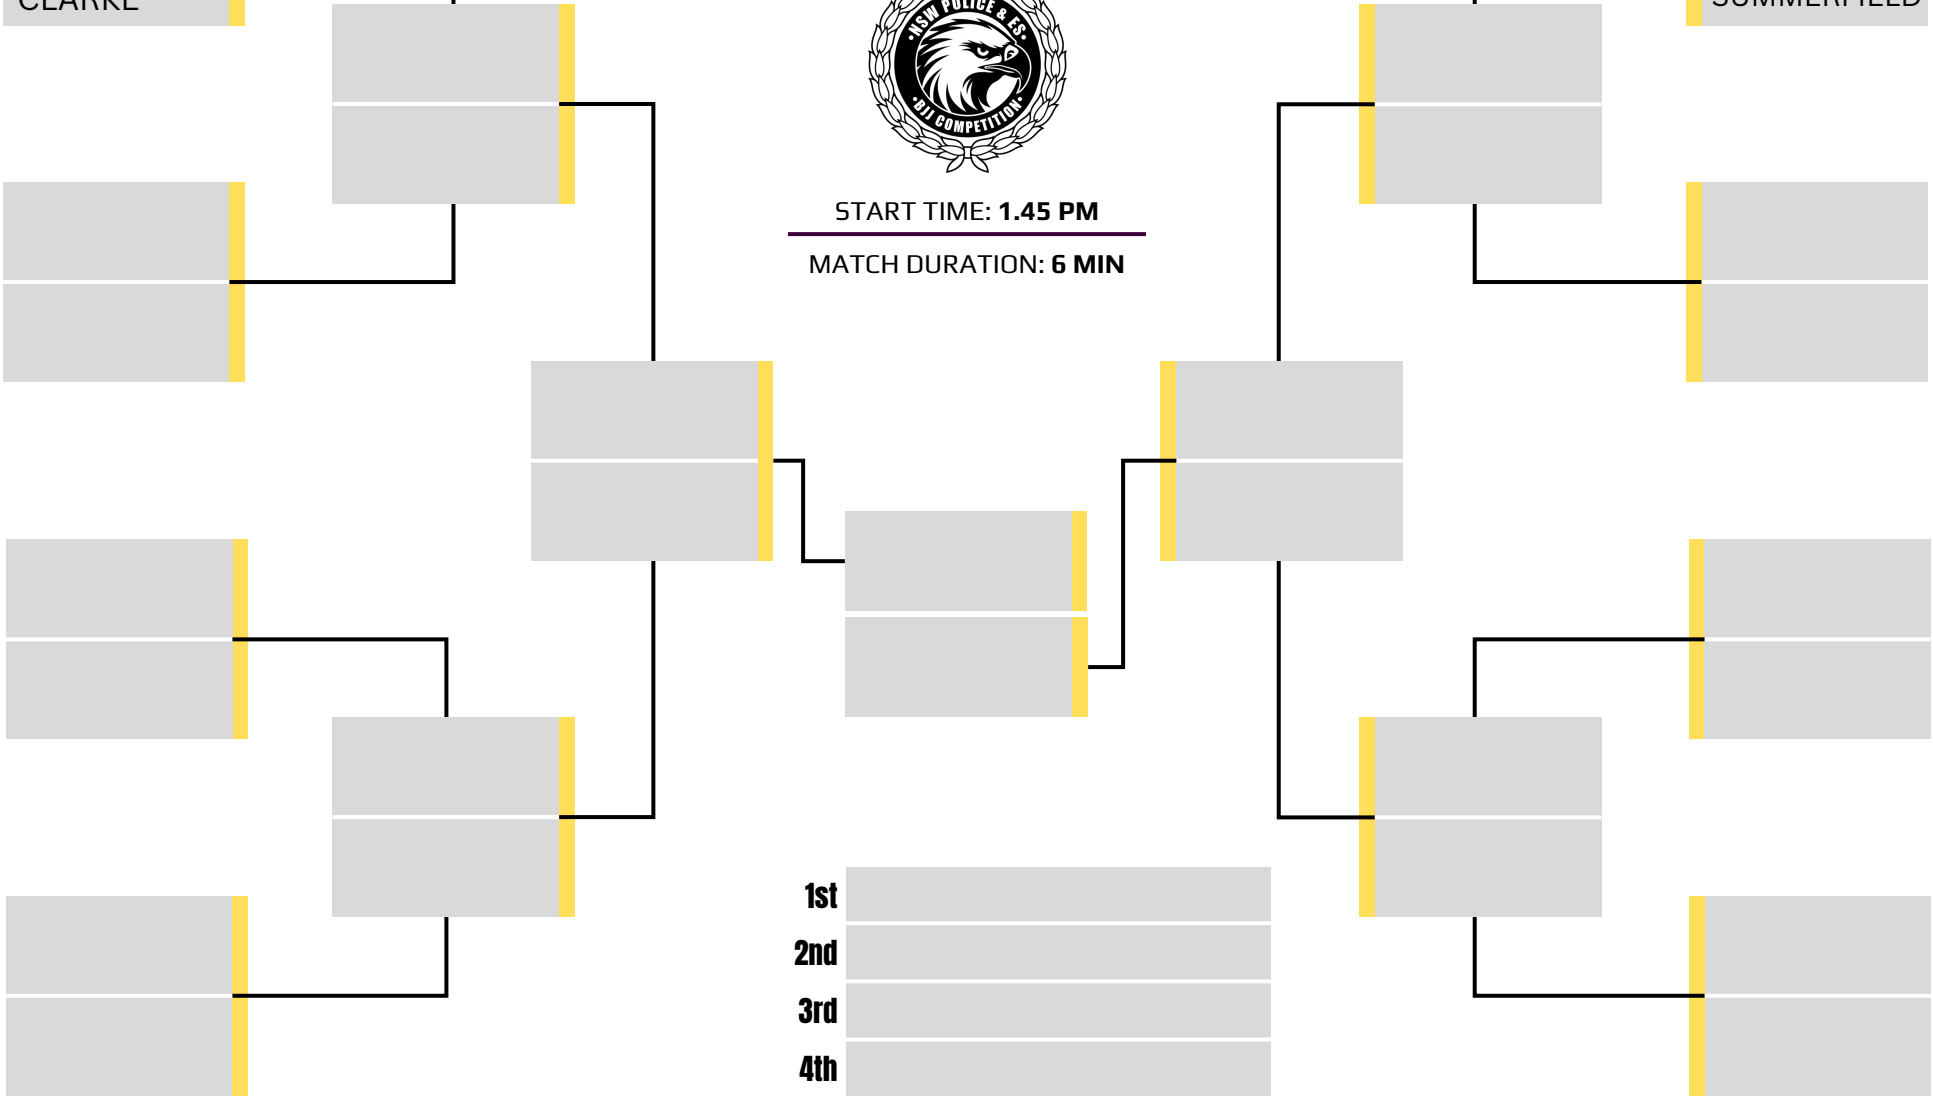 CLARKE
SUMMERFIELD
·NSW POLICE & ES·
·BJJ COMPETITION·
START TIME: 1.45 PM
MATCH DURATION: 6 MIN
1st
2nd
3rd
4th